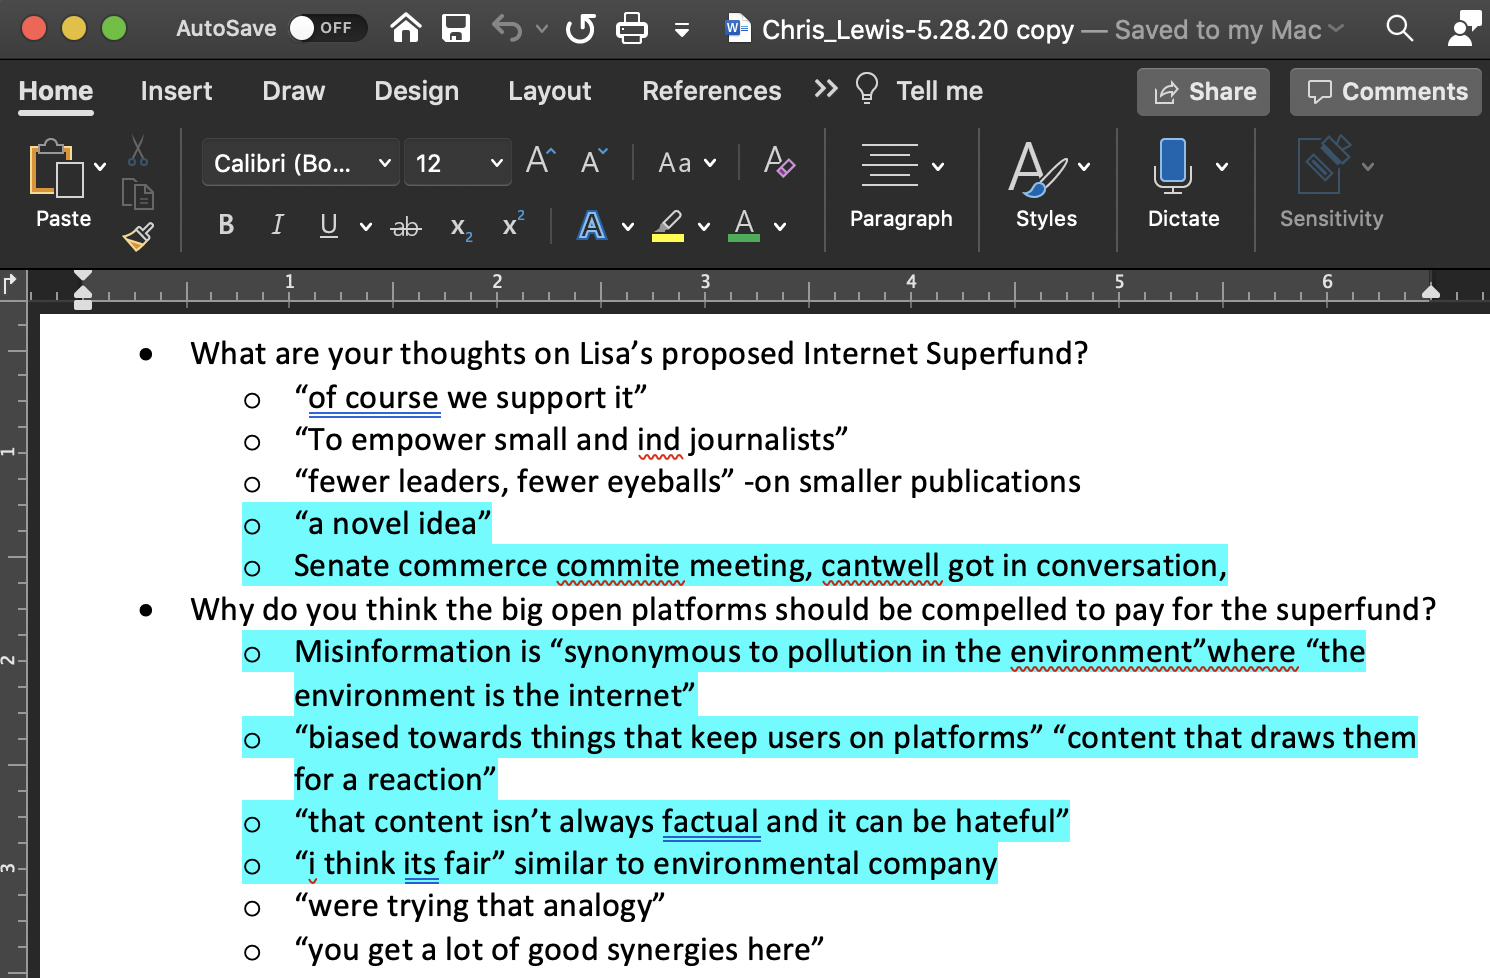 AutoSave OFF Chris_Lewis-5.28.20 copy — Saved to my Mac
Home Insert Draw Design Layout References Tell me Share Comments
Paste Calibri (Bo... 12 Aa Paragraph Styles Dictate Sensitivity
B I U ab x2 x2 A A
1 2 3 4 5 6
• What are your thoughts on Lisa’s proposed Internet Superfund?
o “of course we support it”
o “To empower small and ind journalists”
o “fewer leaders, fewer eyeballs” -on smaller publications
o “a novel idea”
o Senate commerce commite meeting, cantwell got in conversation,
• Why do you think the big open platforms should be compelled to pay for the superfund?
o Misinformation is “synonymous to pollution in the environment”where “the
environment is the internet”
o “biased towards things that keep users on platforms” “content that draws them
for a reaction”
o “that content isn’t always factual and it can be hateful”
o “i think its fair” similar to environmental company
o “were trying that analogy”
o “you get a lot of good synergies here”
1
2
3